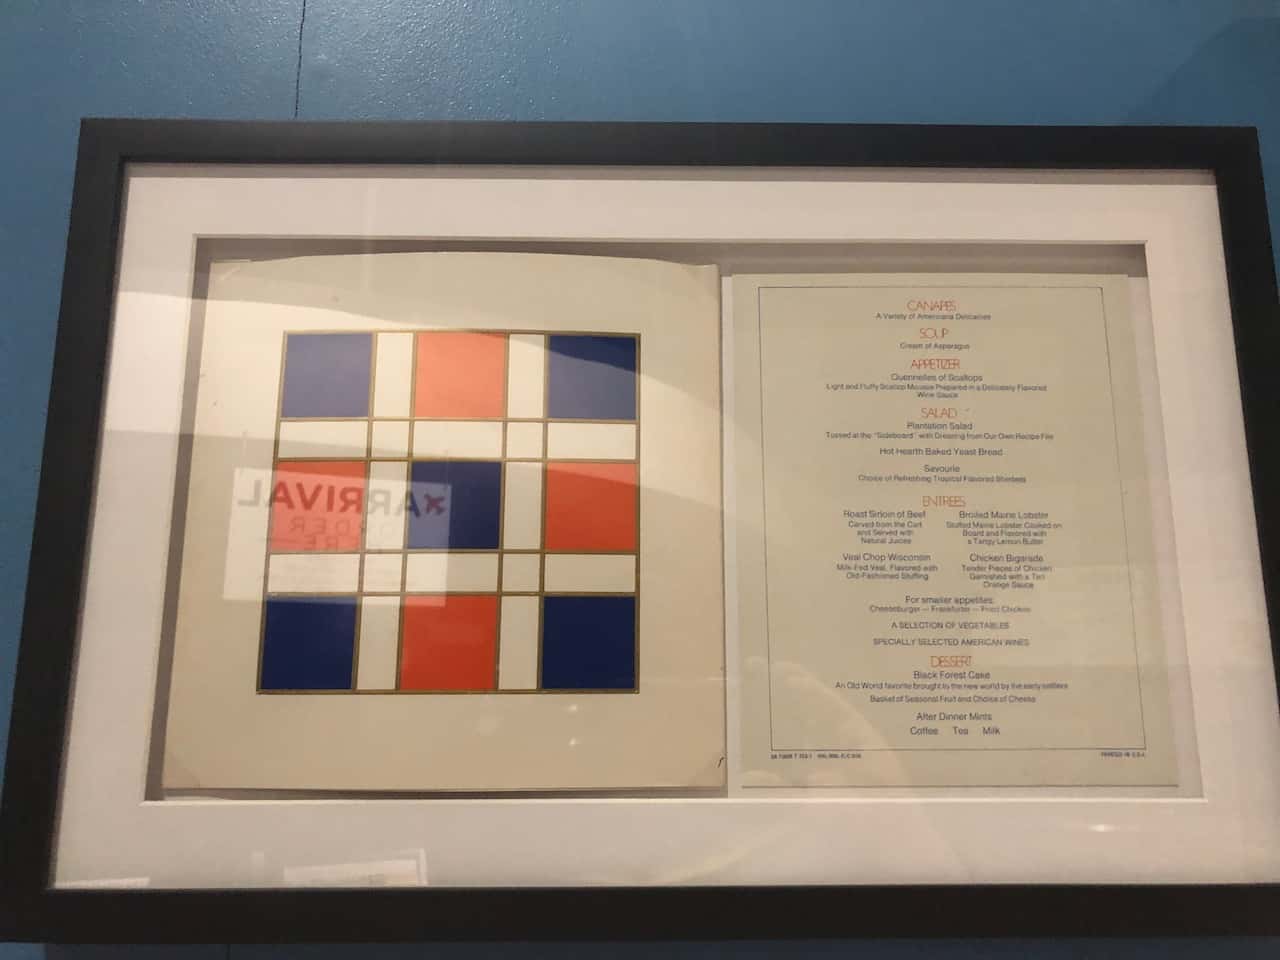 CANAPES
A Variety of Americana Delicacies
SOUP
Cream of Asparagus
APPETIZER
Quennelles of Scallops
Light and Fluffy Scallop Mousse Prepared in a Delicately Flavored
Wine Sauce
SALAD
Plantation Salad
Tossed at the "Sideboard" with Dressing from Our Own Recipe File
Hot Hearth Baked Yeast Bread
Savourie
Choice of Refreshing Tropical Flavored Sherbets
ENTREES
Roast Sirloin of Beef
Carved from the Cart
and Served with
Natural Juices
Broiled Maine Lobster
Stuffed Maine Lobster Cooked on
Board and Flavored with
a Tangy Lemon Butter
Veal Chop Wisconsin
Milk-Fed Veal, Flavored with
Old-Fashioned Stuffing
Chicken Bigarade
Tender Pieces of Chicken
Garnished with a Tart
Orange Sauce
For smaller appetites:
Cheeseburger — Frankfurter — Fried Chicken
A SELECTION OF VEGETABLES
SPECIALLY SELECTED AMERICAN WINES
DESSERT
Black Forest Cake
An Old World favorite brought to the new world by the early settlers
Basket of Seasonal Fruit and Choice of Cheese
After Dinner Mints
Coffee Tea Milk
PRINTED IN U.S.A.
ARRIVAL